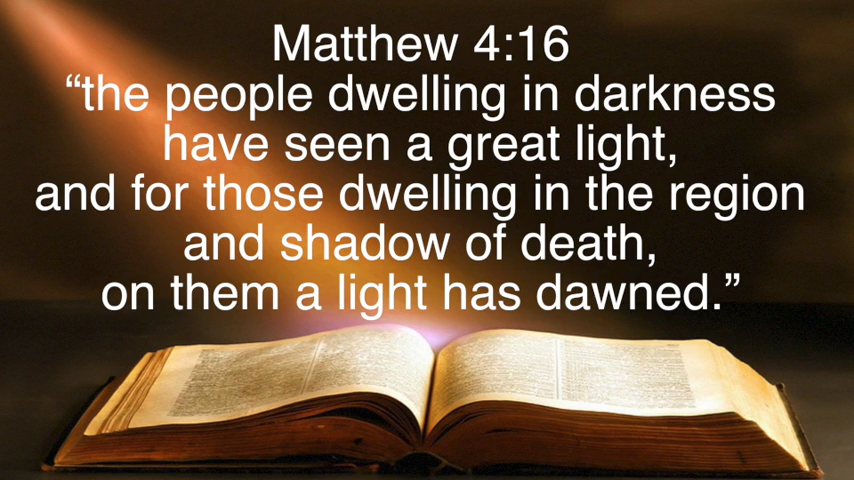 Matthew 4:16
“the people dwelling in darkness
have seen a great light,
and for those dwelling in the region
and shadow of death,
on them a light has dawned.”